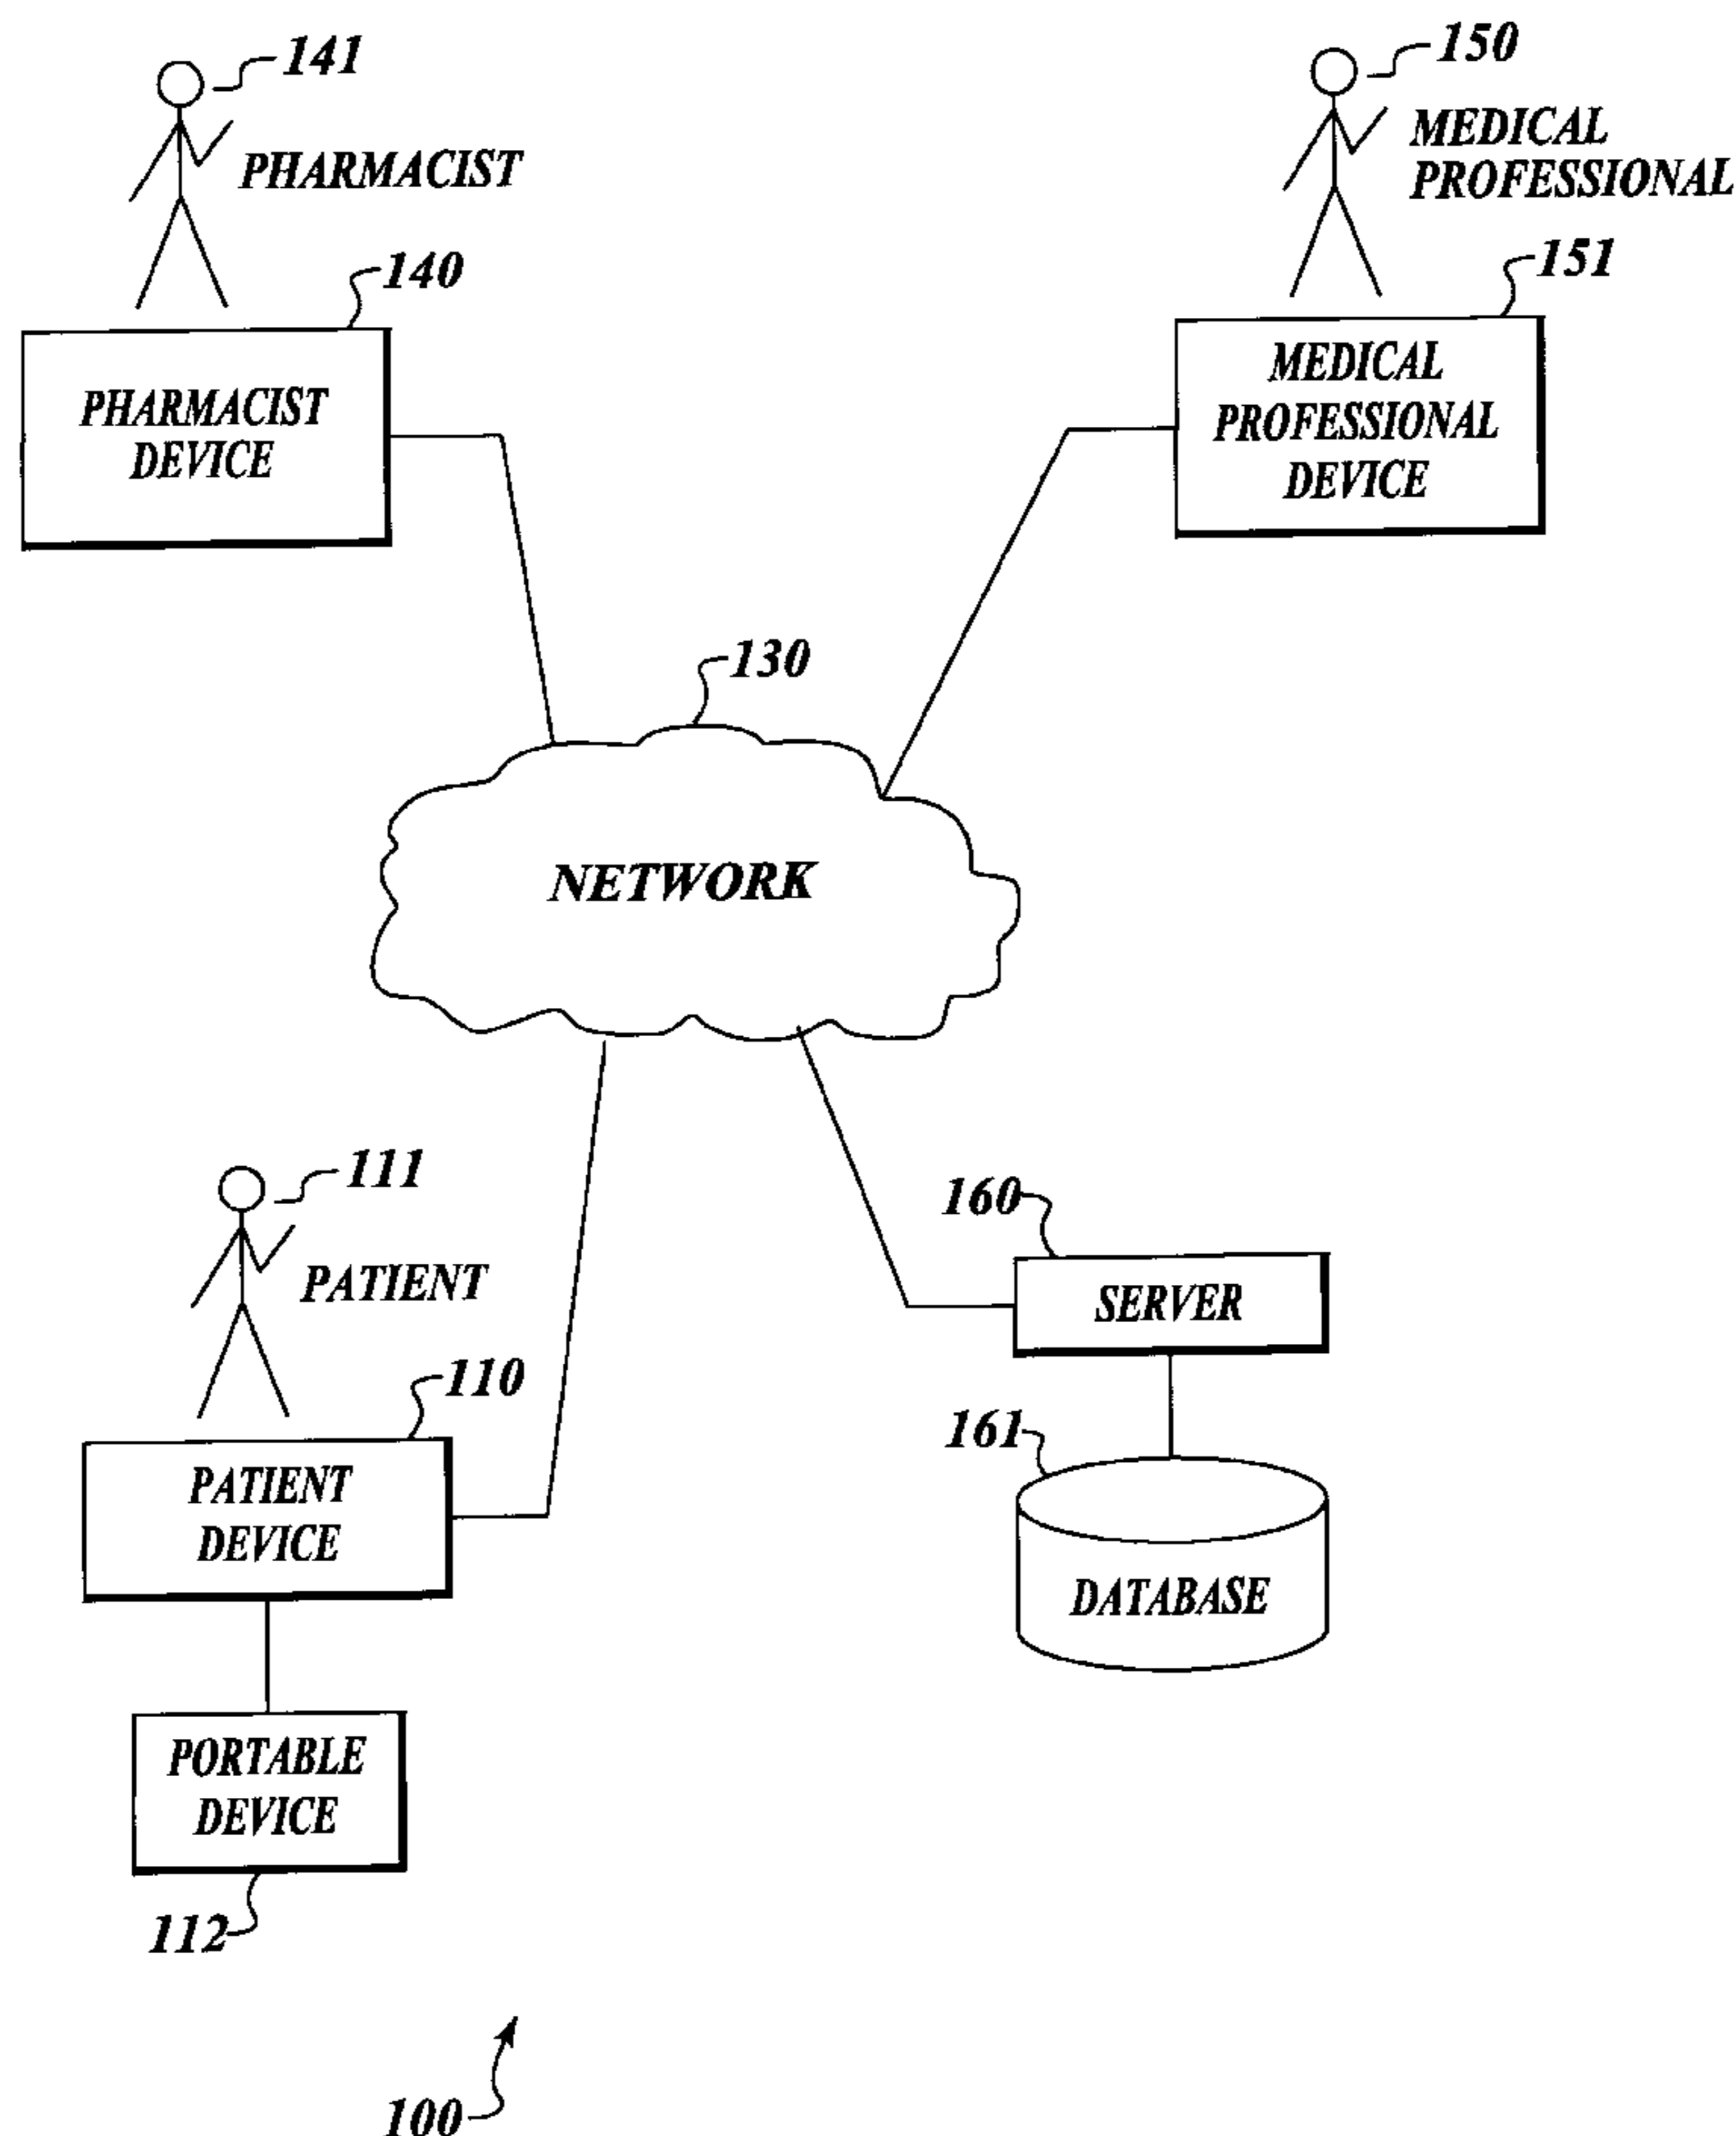 141
PHARMACIST
140
PHARMACIST
DEVICE
150
MEDICAL
PROFESSIONAL
151
MEDICAL
PROFESSIONAL
DEVICE
130
NETWORK
111
PATIENT
110
PATIENT
DEVICE
PORTABLE
DEVICE
112
160
SERVER
161
DATABASE
100